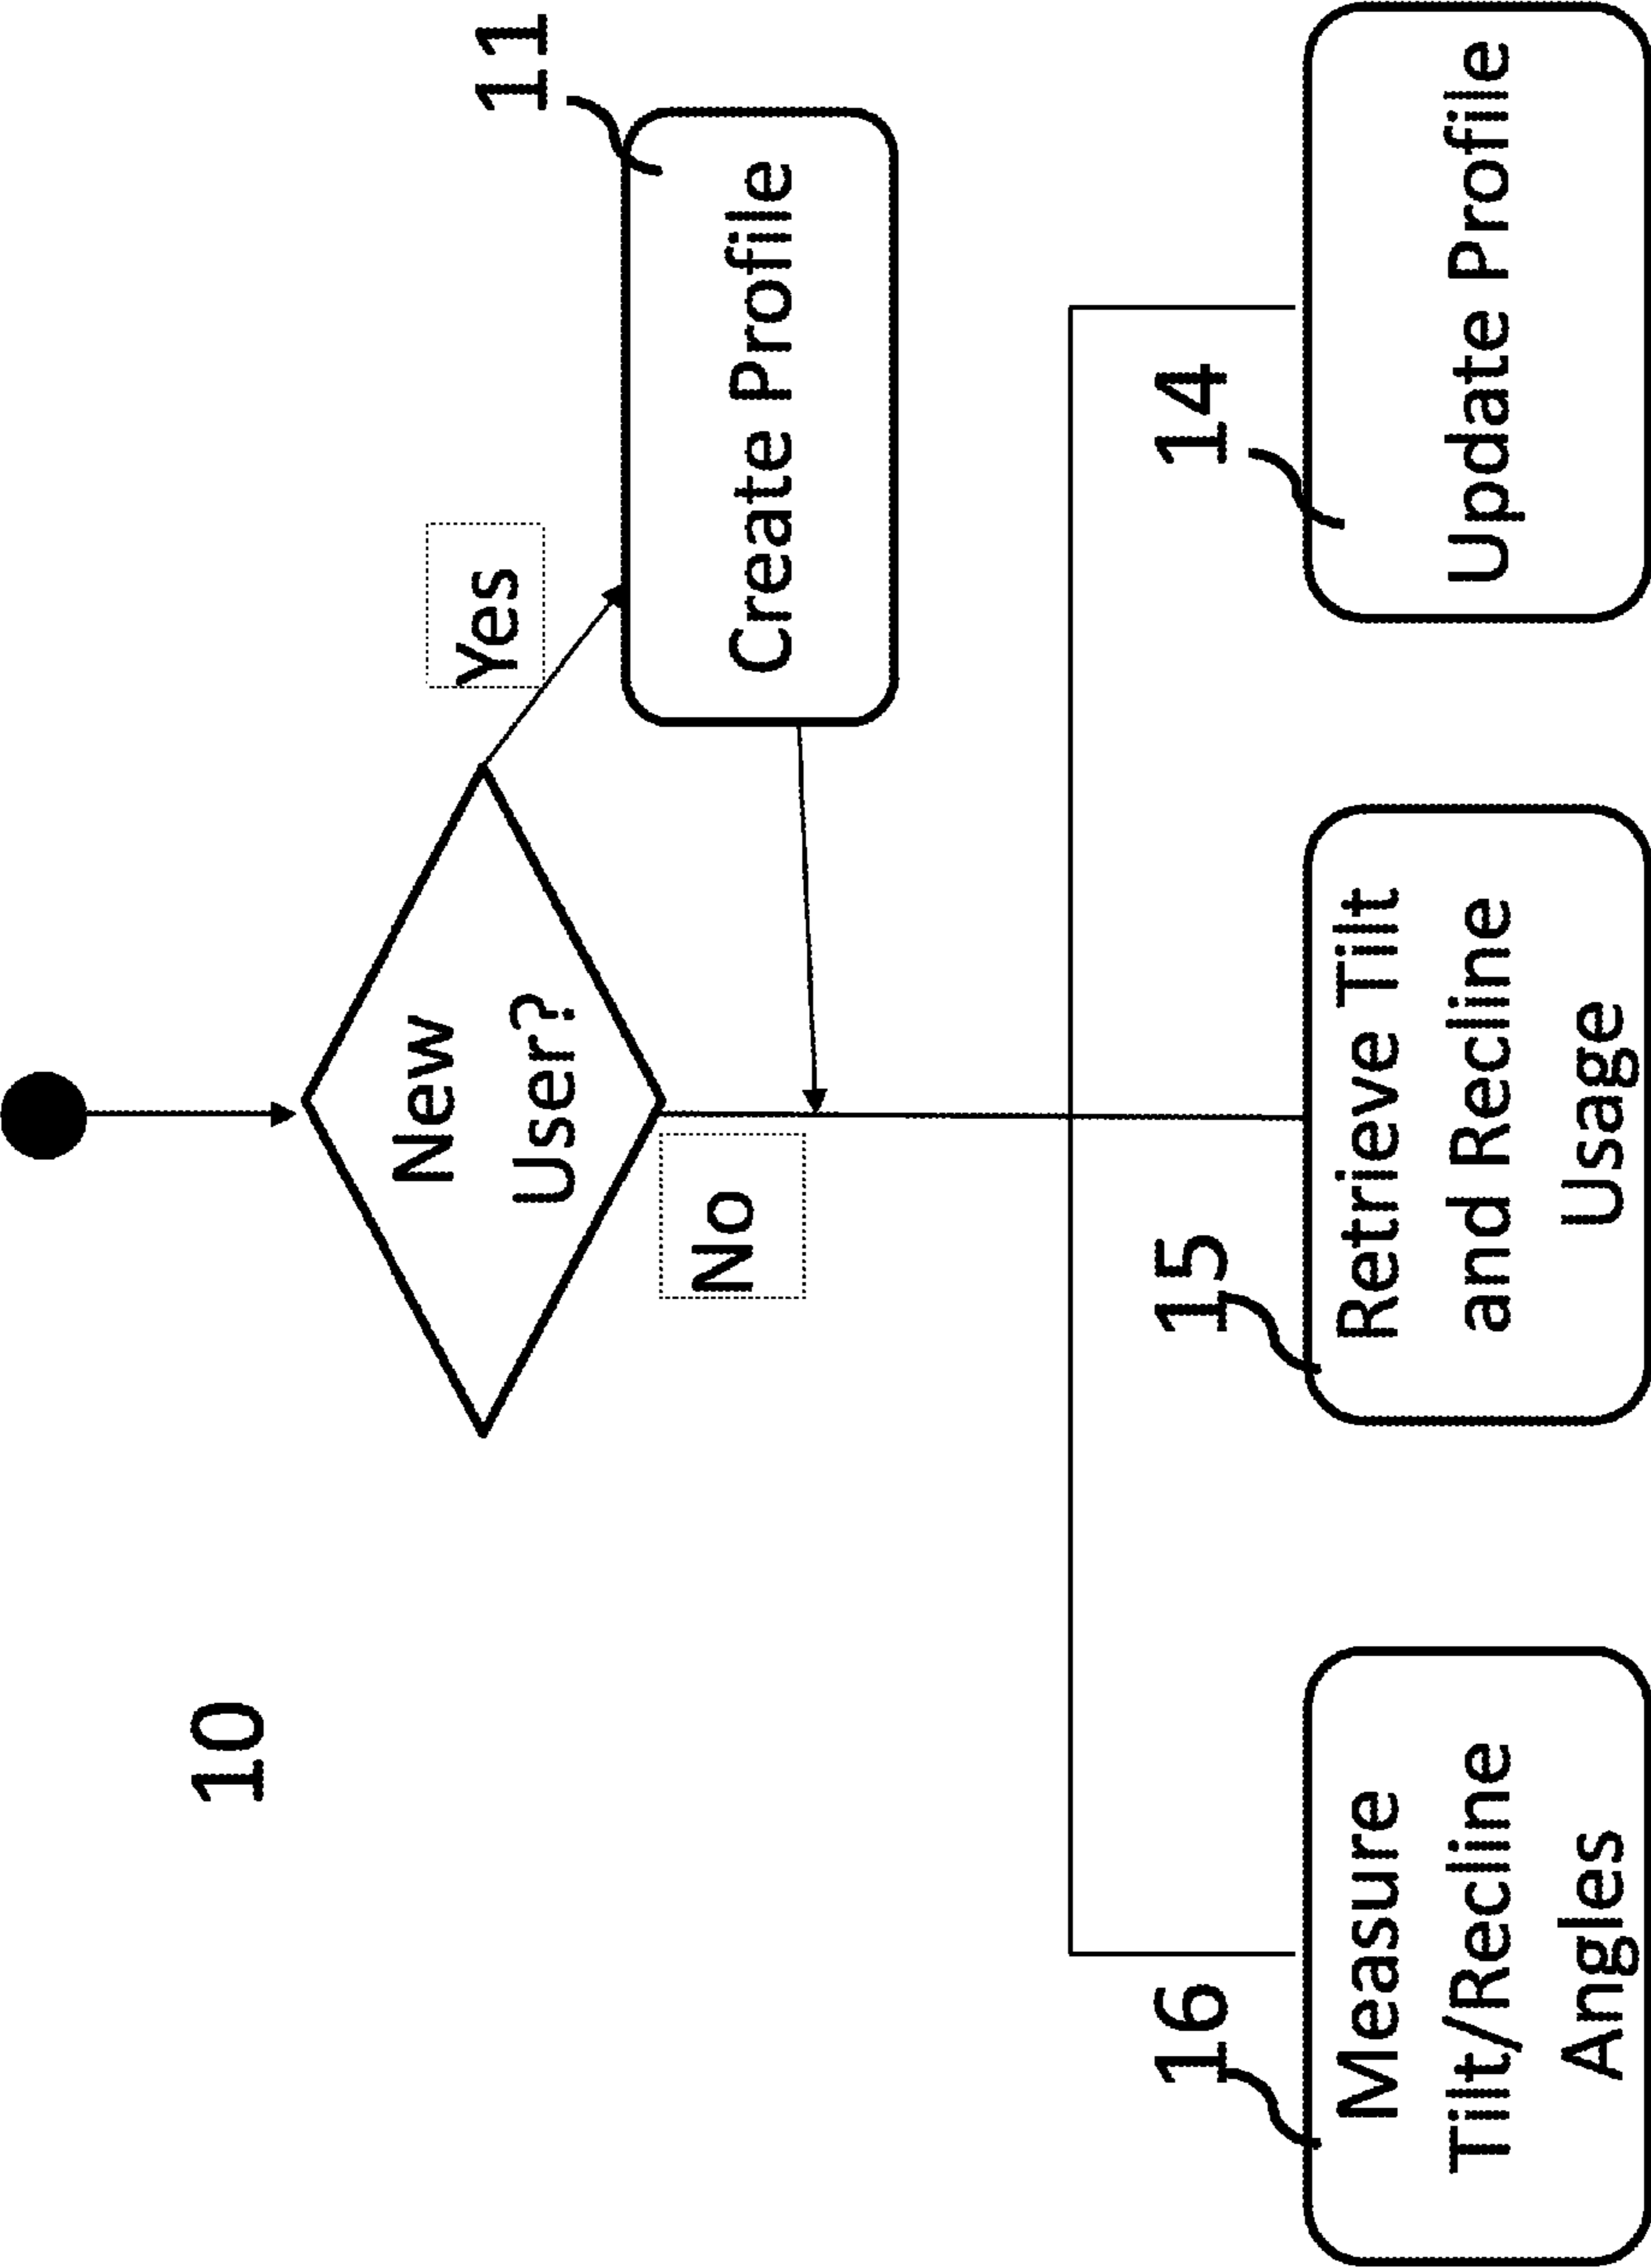 10
New
User?
Yes
No
11
Create Profile
16
Measure
Tilt/Recline
Angles
15
Retrieve Tilt
and Recline
Usage
14
Update Profile